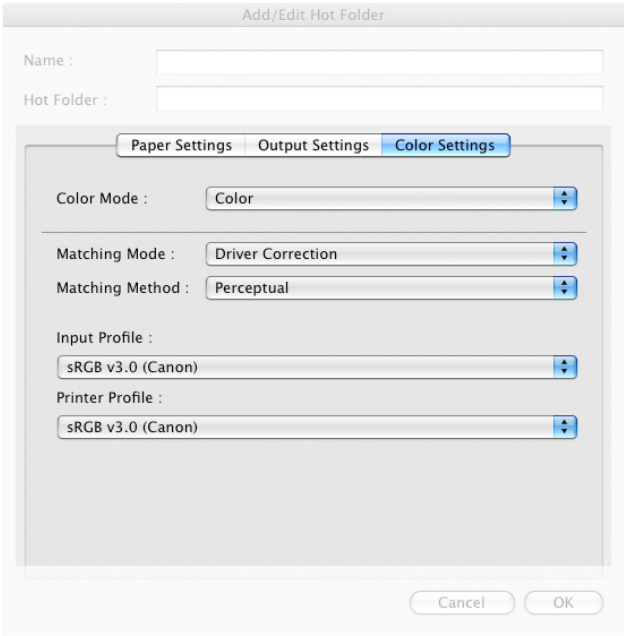 Add/Edit Hot Folder
Name :
Hot Folder :
Paper Settings Output Settings Color Settings
Color Mode : Color
Matching Mode : Driver Correction
Matching Method : Perceptual
Input Profile :
sRGB v3.0 (Canon)
Printer Profile :
sRGB v3.0 (Canon)
Cancel OK